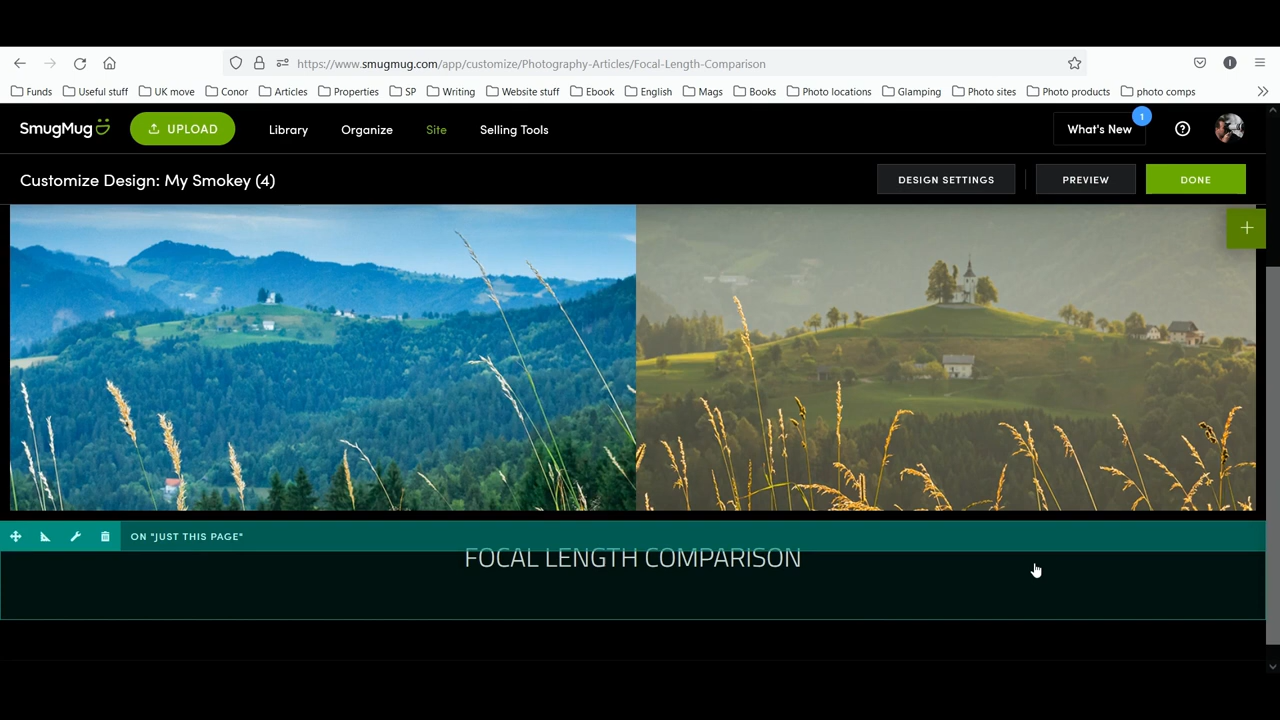 https://www.smugmug.com/app/customize/Photography-Articles/Focal-Length-Comparison
I
Funds Useful stuff UK move Conor Articles Properties SP Writing Website stuff Ebook English Mags Books Photo locations Glamping Photo sites Photo products photo comps
SmugMug UPLOAD Library Organize Site Selling Tools What's New 1
Customize Design: My Smokey (4) DESIGN SETTINGS PREVIEW DONE
ON "JUST THIS PAGE"
FOCAL LENGTH COMPARISON